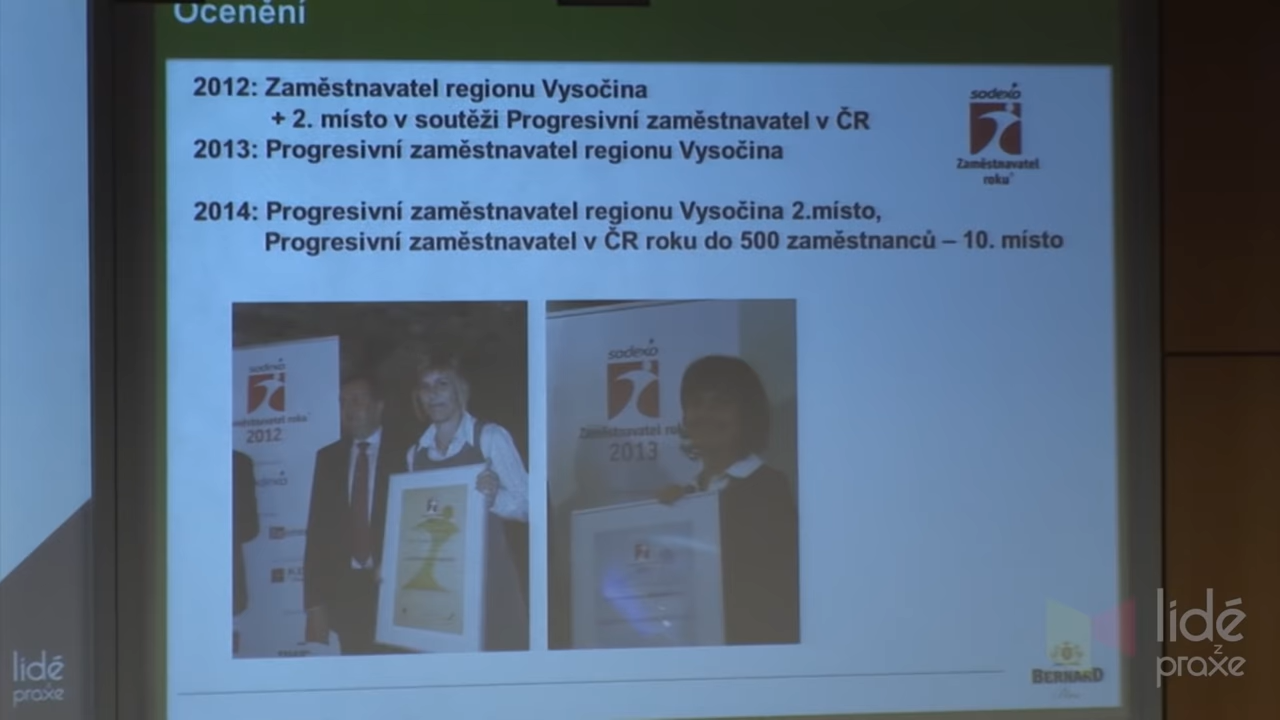 Ocenění
2012: Zaměstnavatel regionu Vysočina
+ 2. místo v soutěži Progresivní zaměstnavatel v ČR
2013: Progresivní zaměstnavatel regionu Vysočina
sodexo
Zaměstnavatel
roku
2014: Progresivní zaměstnavatel regionu Vysočina 2.místo,
Progresivní zaměstnavatel v ČR roku do 500 zaměstnanců – 10. místo
sodexo
roku
2012
sodexo
Zaměstnavatel
2013
BERNARD
lidé
z
praxe
lidé
z
praxe